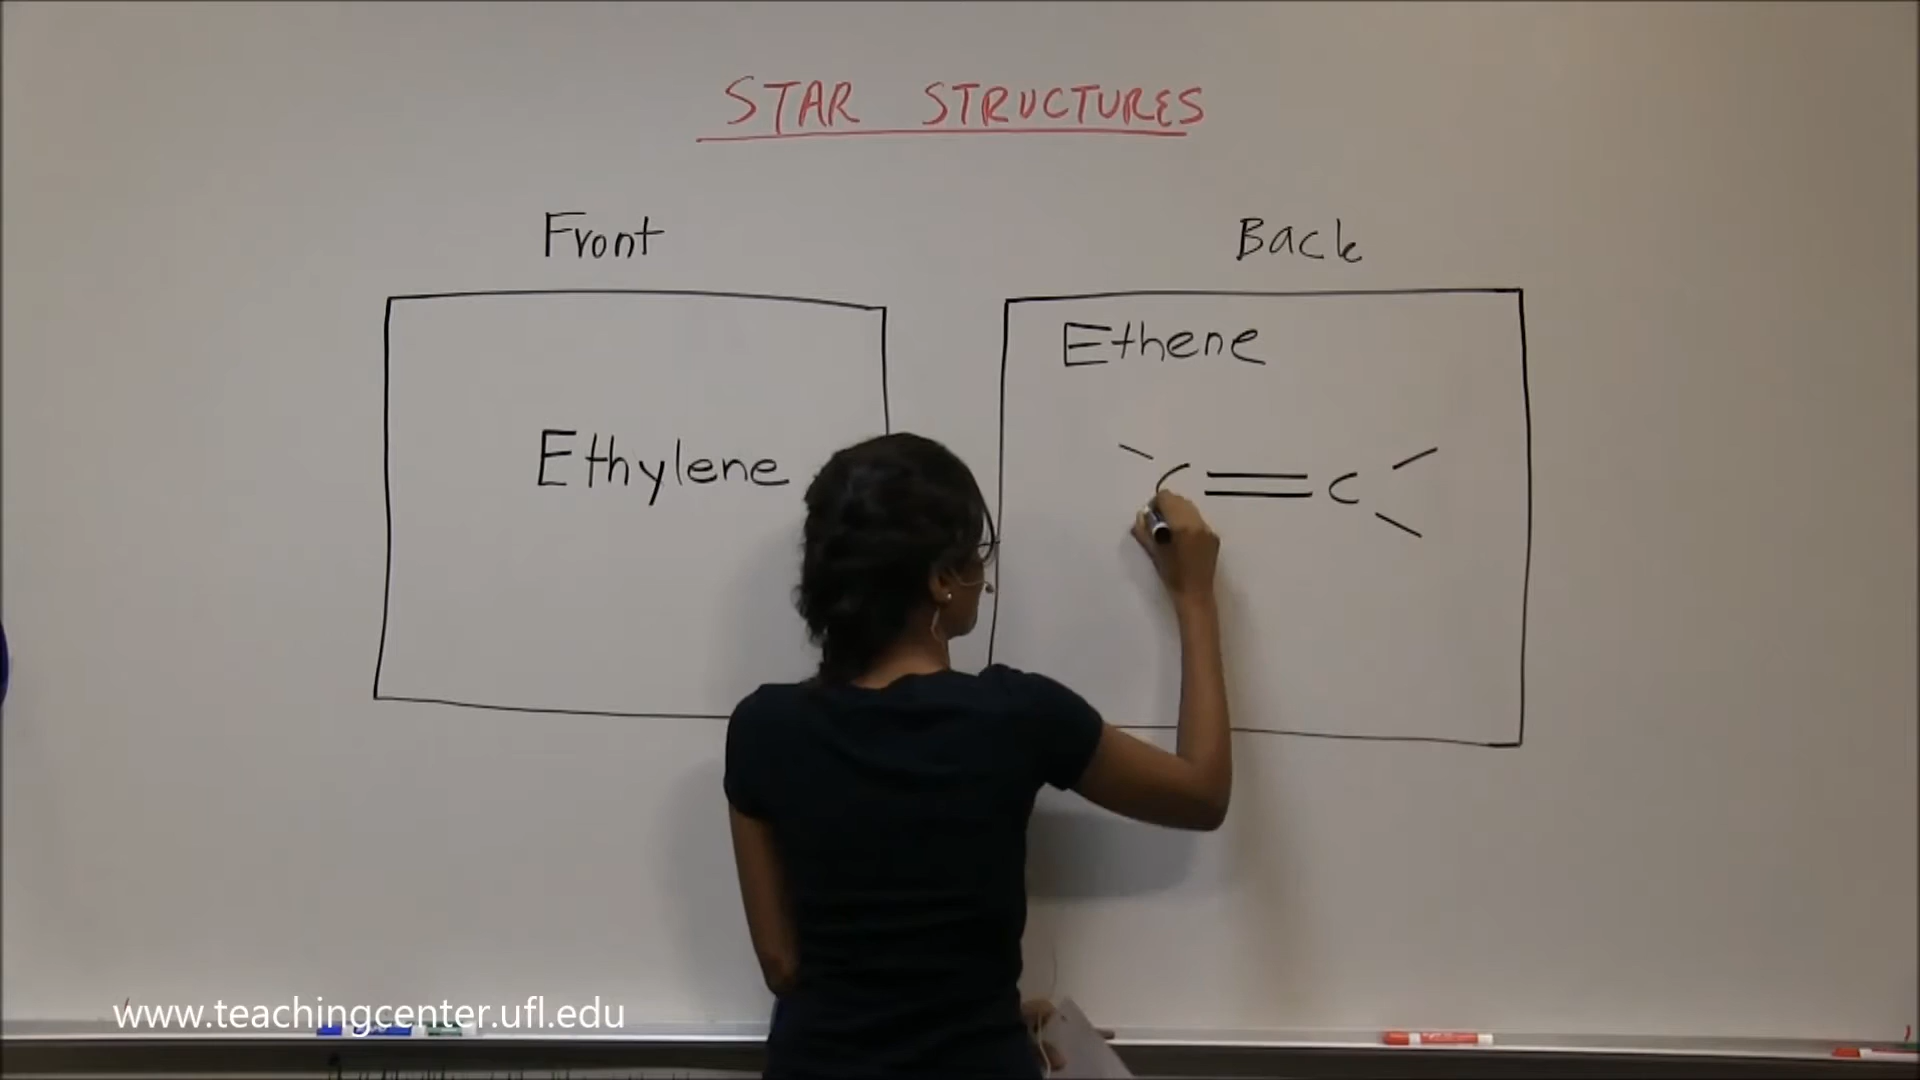 STAR STRUCTURES
Front
Back
Ethylene
Ethene
C
C
www.teachingcenter.ufl.edu